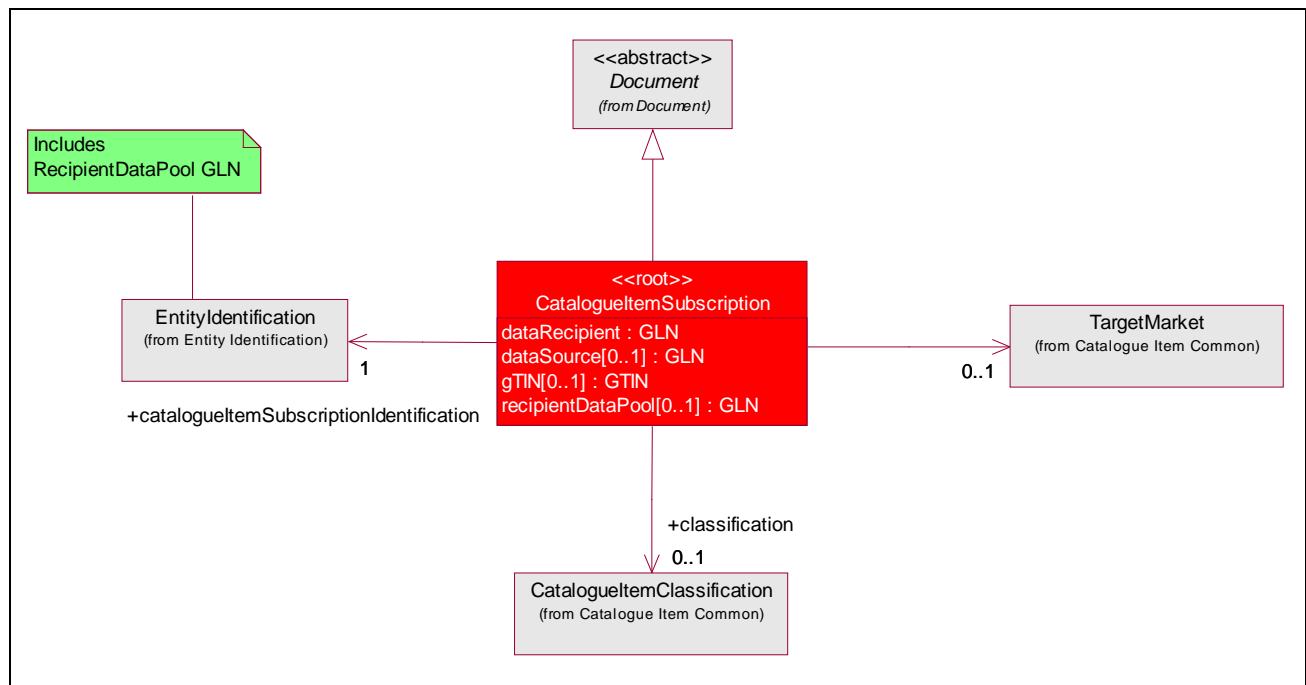 <<abstract>>
Document
(from Document)
Includes
RecipientDataPool GLN
<<root>>
CatalogueItemSubscription
dataRecipient : GLN
dataSource[0..1] : GLN
gTIN[0..1] : GTIN
recipientDataPool[0..1] : GLN
EntityIdentification
(from Entity Identification)
1
+catalogueItemSubscriptionIdentification
TargetMarket
(from Catalogue Item Common)
0..1
+classification
0..1
CatalogueItemClassification
(from Catalogue Item Common)